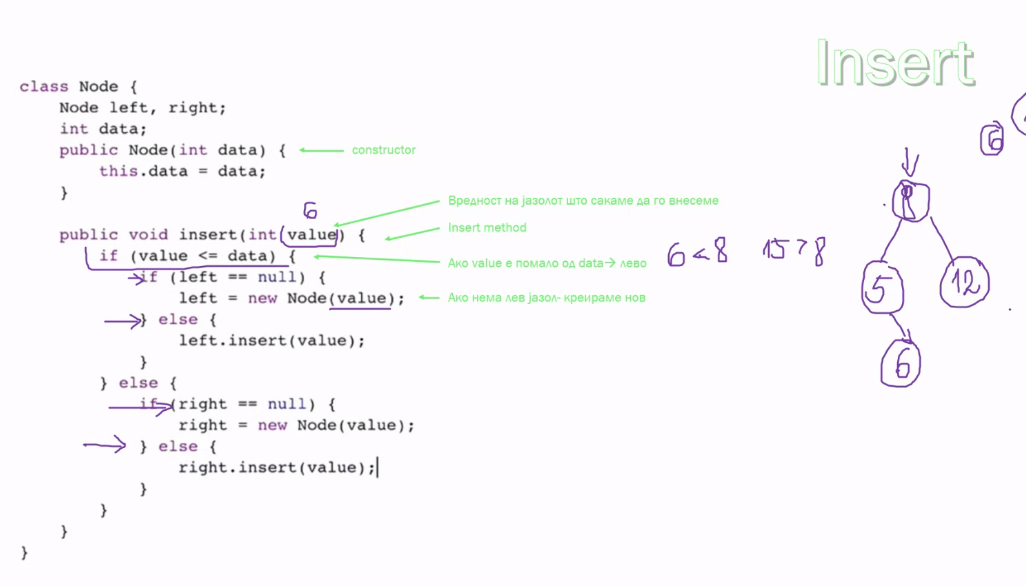 Insert
class Node {
Node left, right;
int data;
public Node(int data) {
constructor
this.data = data;
}
6
Вредност на јазолот што сакаме да го внесеме
Insert method
public void insert(int value) {
if (value <= data) {
Ако value е помало од data→ лево
6 < 8 15 > 8
if (left == null) {
left = new Node(value);
Ако нема лев јазол- креираме нов
} else {
left.insert(value);
}
} else {
if (right == null) {
right = new Node(value);
} else {
right.insert(value);
}
}
}
}
6
5
12
6